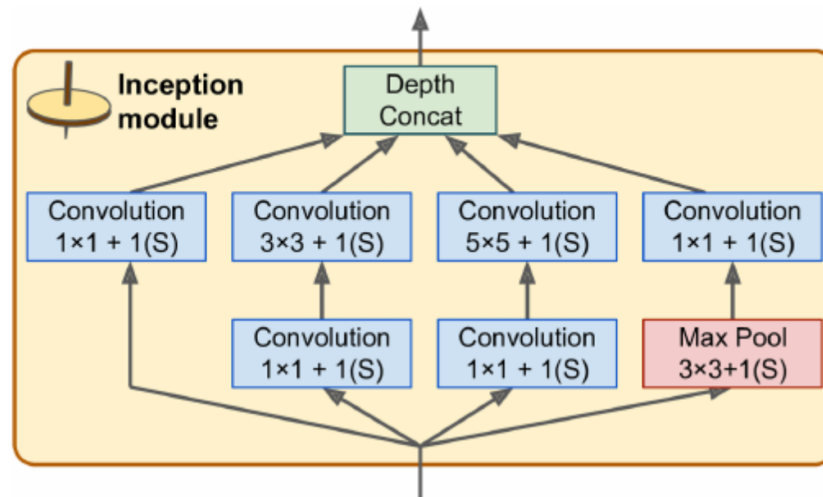 Inception
module
Depth
Concat
Convolution
1×1 + 1(S)
Convolution
3×3 + 1(S)
Convolution
5×5 + 1(S)
Convolution
1×1 + 1(S)
Convolution
1×1 + 1(S)
Convolution
1×1 + 1(S)
Max Pool
3×3+1(S)